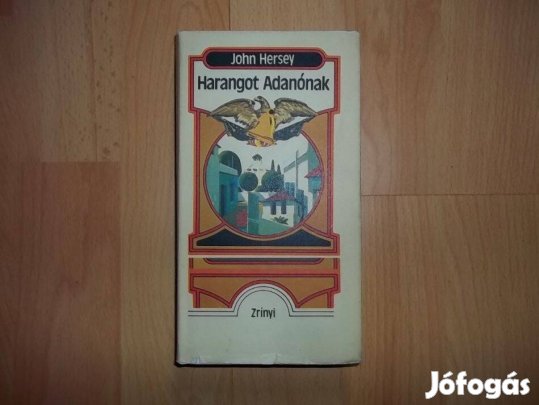 John Hersey
Harangot Adanónak
Zrínyi
Jófogás